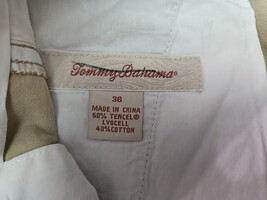 Tommy Bahama®
36
MADE IN CHINA
60% TENCEL®
LYOCELL
40%COTTON